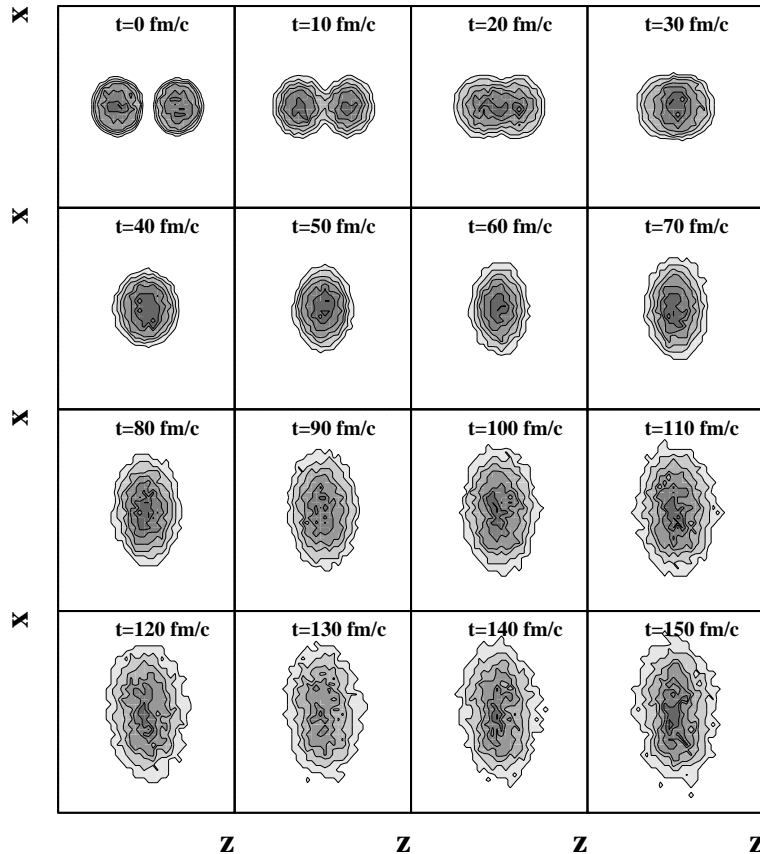 x
t=0 fm/c t=10 fm/c t=20 fm/c t=30 fm/c
x
t=40 fm/c t=50 fm/c t=60 fm/c t=70 fm/c
x
t=80 fm/c t=90 fm/c t=100 fm/c t=110 fm/c
x
t=120 fm/c t=130 fm/c t=140 fm/c t=150 fm/c
z z z z